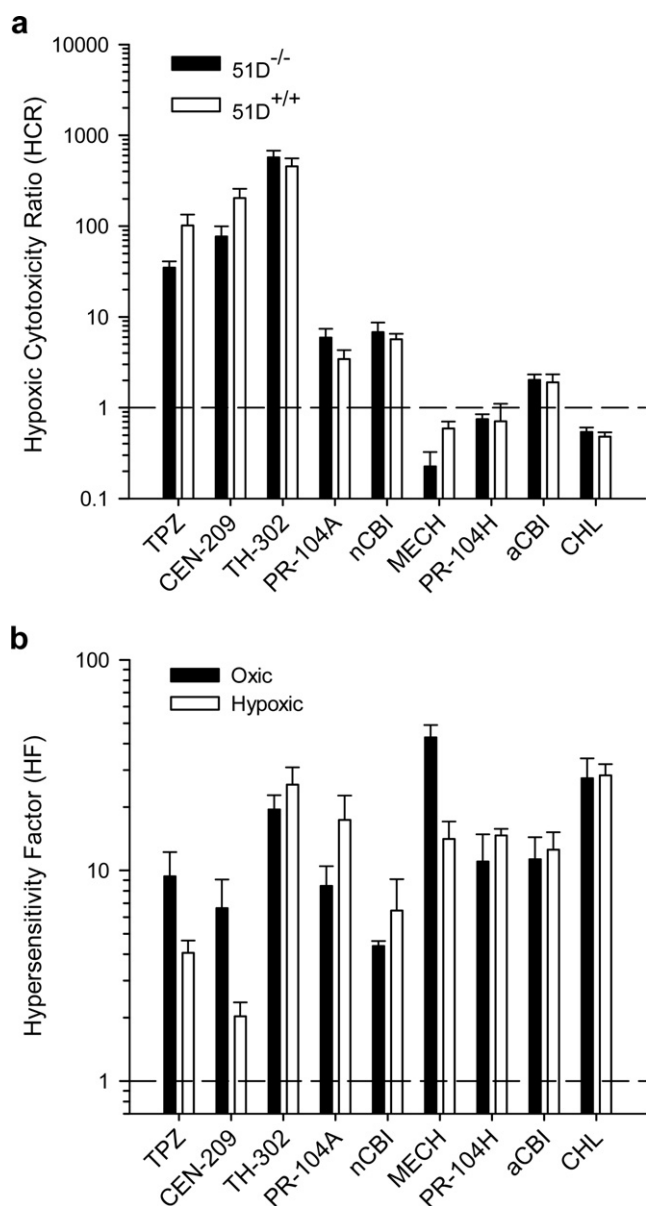 a
10000
1000
100
10
1
0.1
Hypoxic Cytotoxicity Ratio (HCR)
51D-/-
51D+/+
TPZ
CEN-209
TH-302
PR-104A
nCBI
MECH
PR-104H
aCBI
CHL
b
100
10
1
Hypersensitivity Factor (HF)
Oxic
Hypoxic
TPZ
CEN-209
TH-302
PR-104A
nCBI
MECH
PR-104H
aCBI
CHL